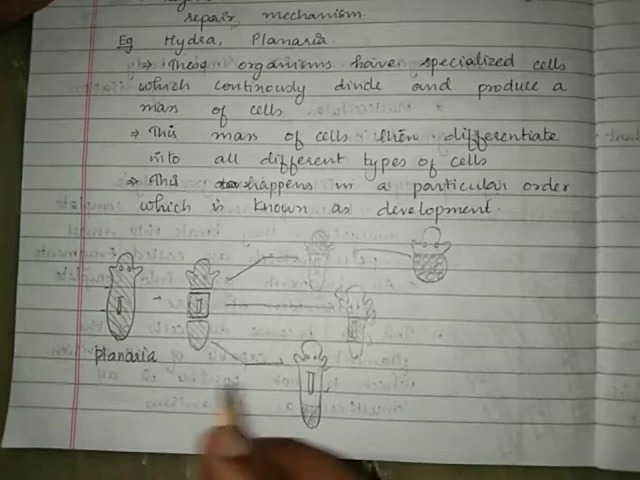 repair mechanism.
Eg Hydra, Planaria
⇒ These organisms have specialized cells
which continously divide and produce a
mass of cells
⇒ This mass of cells then differentiate
into all different types of cells
⇒ This happens in a particular order
which is known as development.
planaria